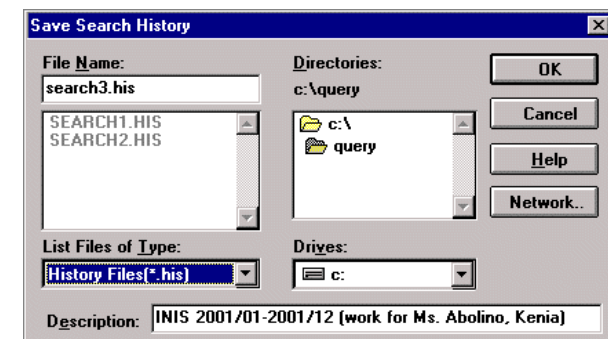 Save Search History
File Name:
search3.his
SEARCH1.HIS
SEARCH2.HIS
List Files of Type:
History Files(*.his)
Directories:
c:\query
c:\
query
Drives:
c:
OK
Cancel
Help
Network..
Description: INIS 2001/01-2001/12 (work for Ms. Abolino, Kenia)